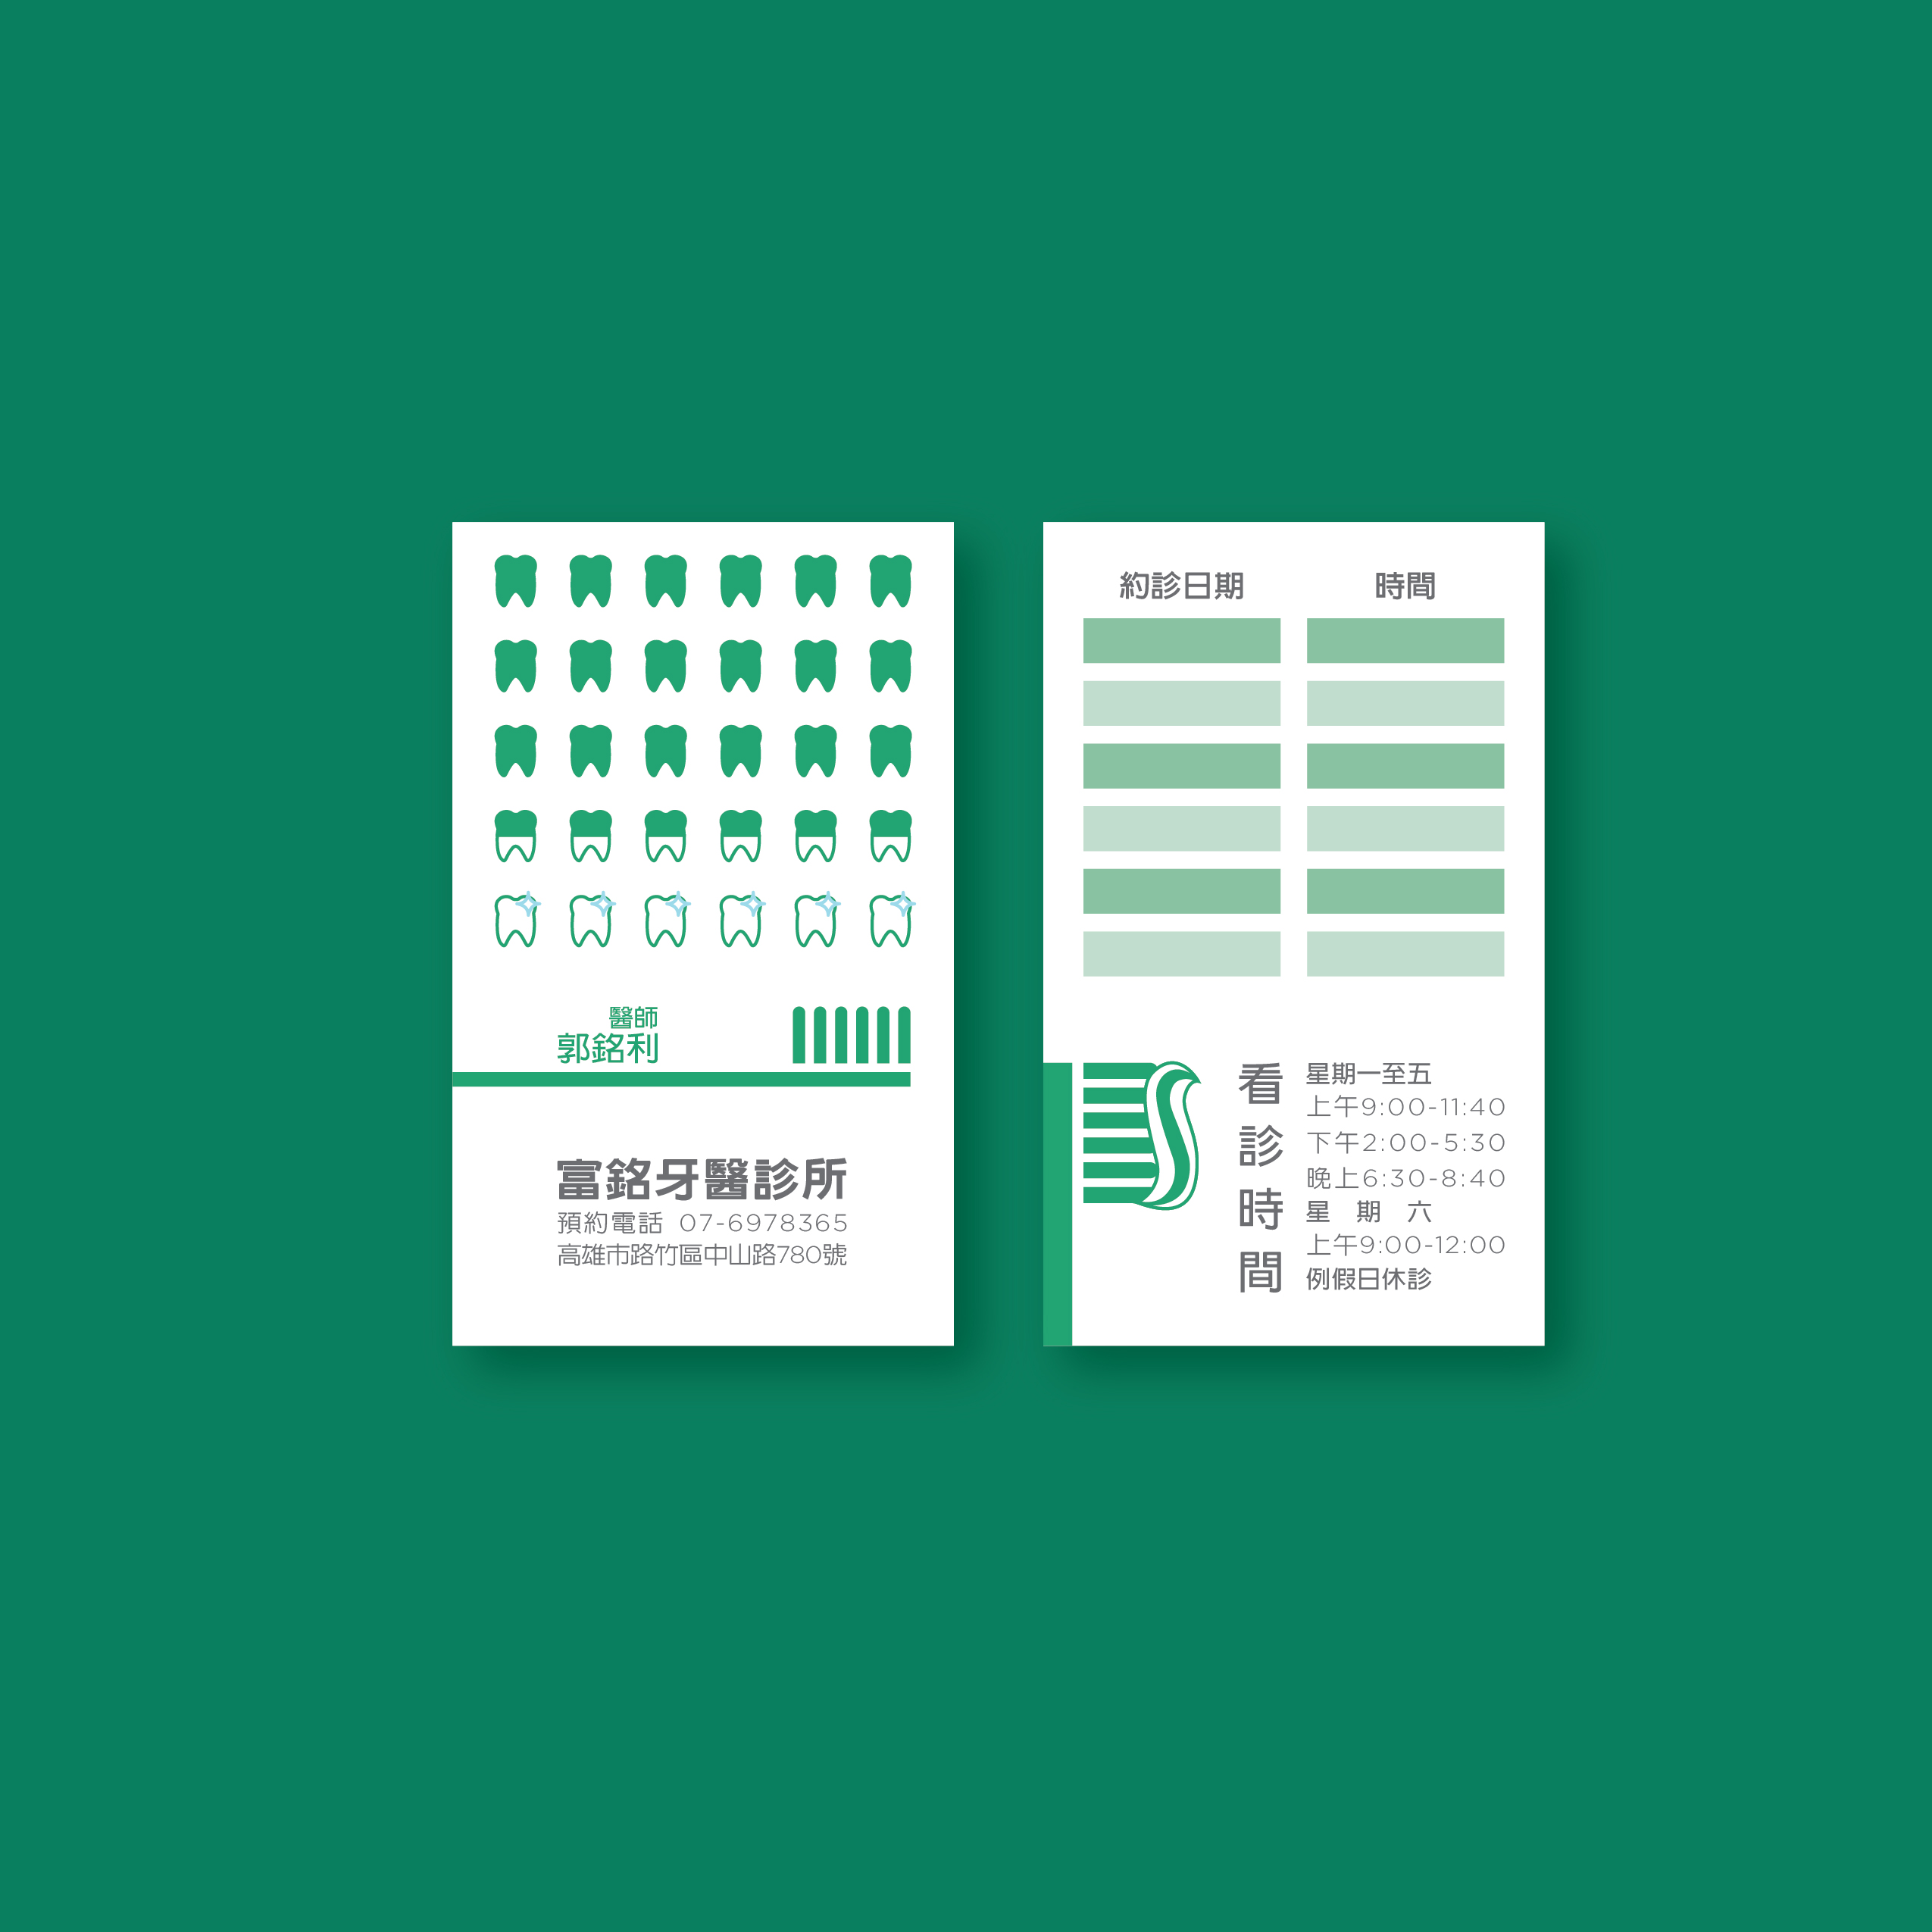 醫師
郭銘利
富銘牙醫診所
預約電話 07-6978365
高雄市路竹區中山路780號
約診日期 時間
看診時間
星期一至五
上午9:00-11:40
下午2:00-5:30
晚上6:30-8:40
星 期 六
上午9:00-12:00
例假日休診